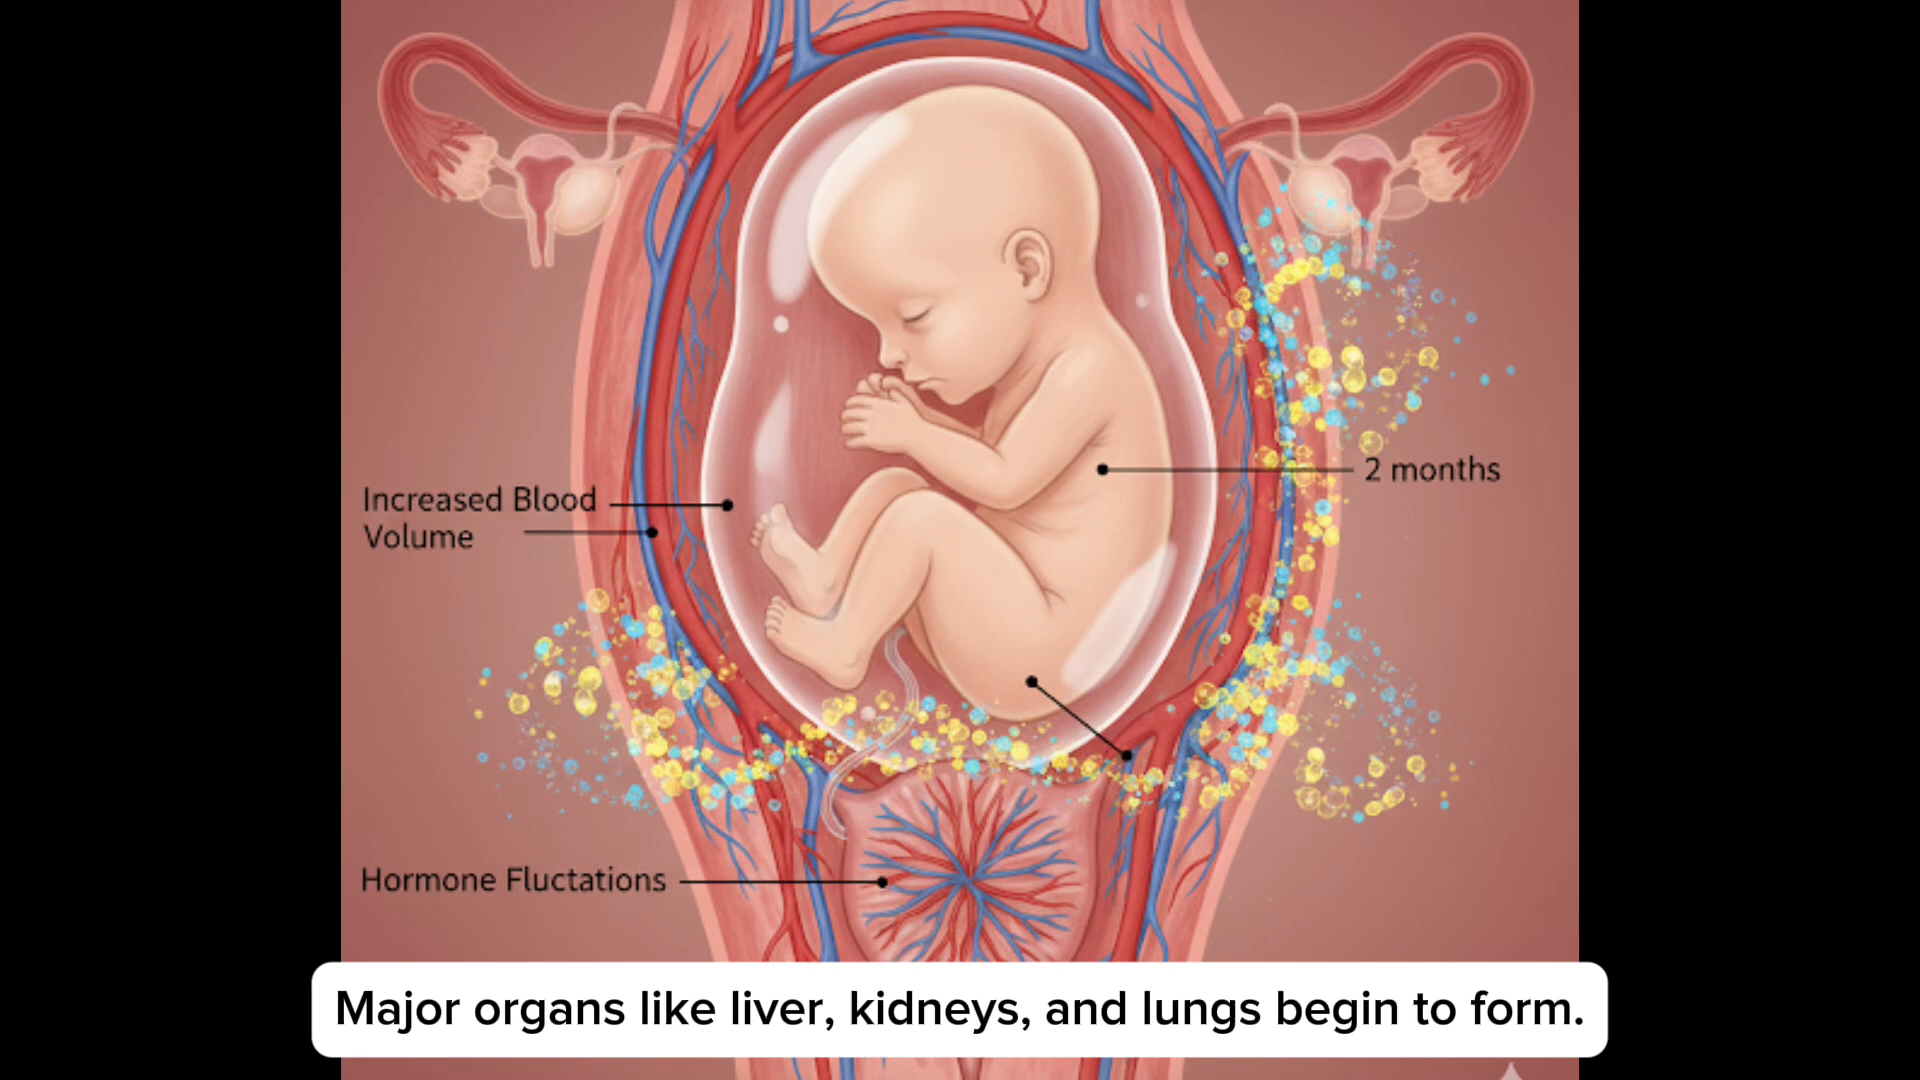 2 months
Increased Blood
Volume
Hormone Fluctations
Major organs like liver, kidneys, and lungs begin to form.